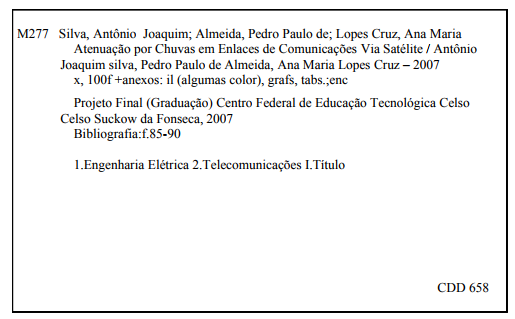 M277 Silva, Antônio Joaquim; Almeida, Pedro Paulo de; Lopes Cruz, Ana Maria
Atenuação por Chuvas em Enlaces de Comunicações Via Satélite / Antônio
Joaquim silva, Pedro Paulo de Almeida, Ana Maria Lopes Cruz – 2007
x, 100f +anexos: il (algumas color), grafs, tabs.;enc
Projeto Final (Graduação) Centro Federal de Educação Tecnológica Celso
Celso Suckow da Fonseca, 2007
Bibliografia:f.85-90
1.Engenharia Elétrica 2.Telecomunicações I.Título
CDD 658